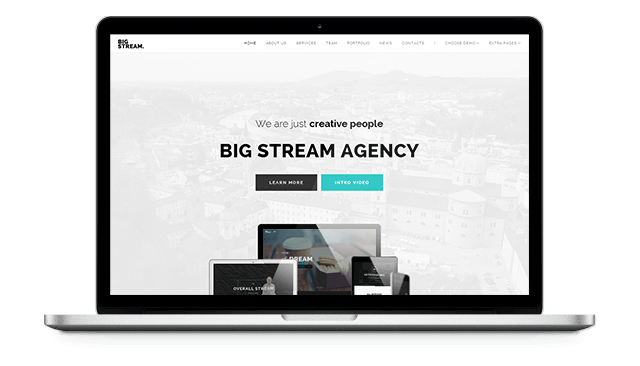 BIG
STREAM.
HOME ABOUT US SERVICES TEAM PORTFOLIO NEWS CONTACTS CHOOSE DEMO EXTRA PAGES
We are just creative people
BIG STREAM AGENCY
LEARN MORE INTRO VIDEO
DREAM
OVERALL STREAM